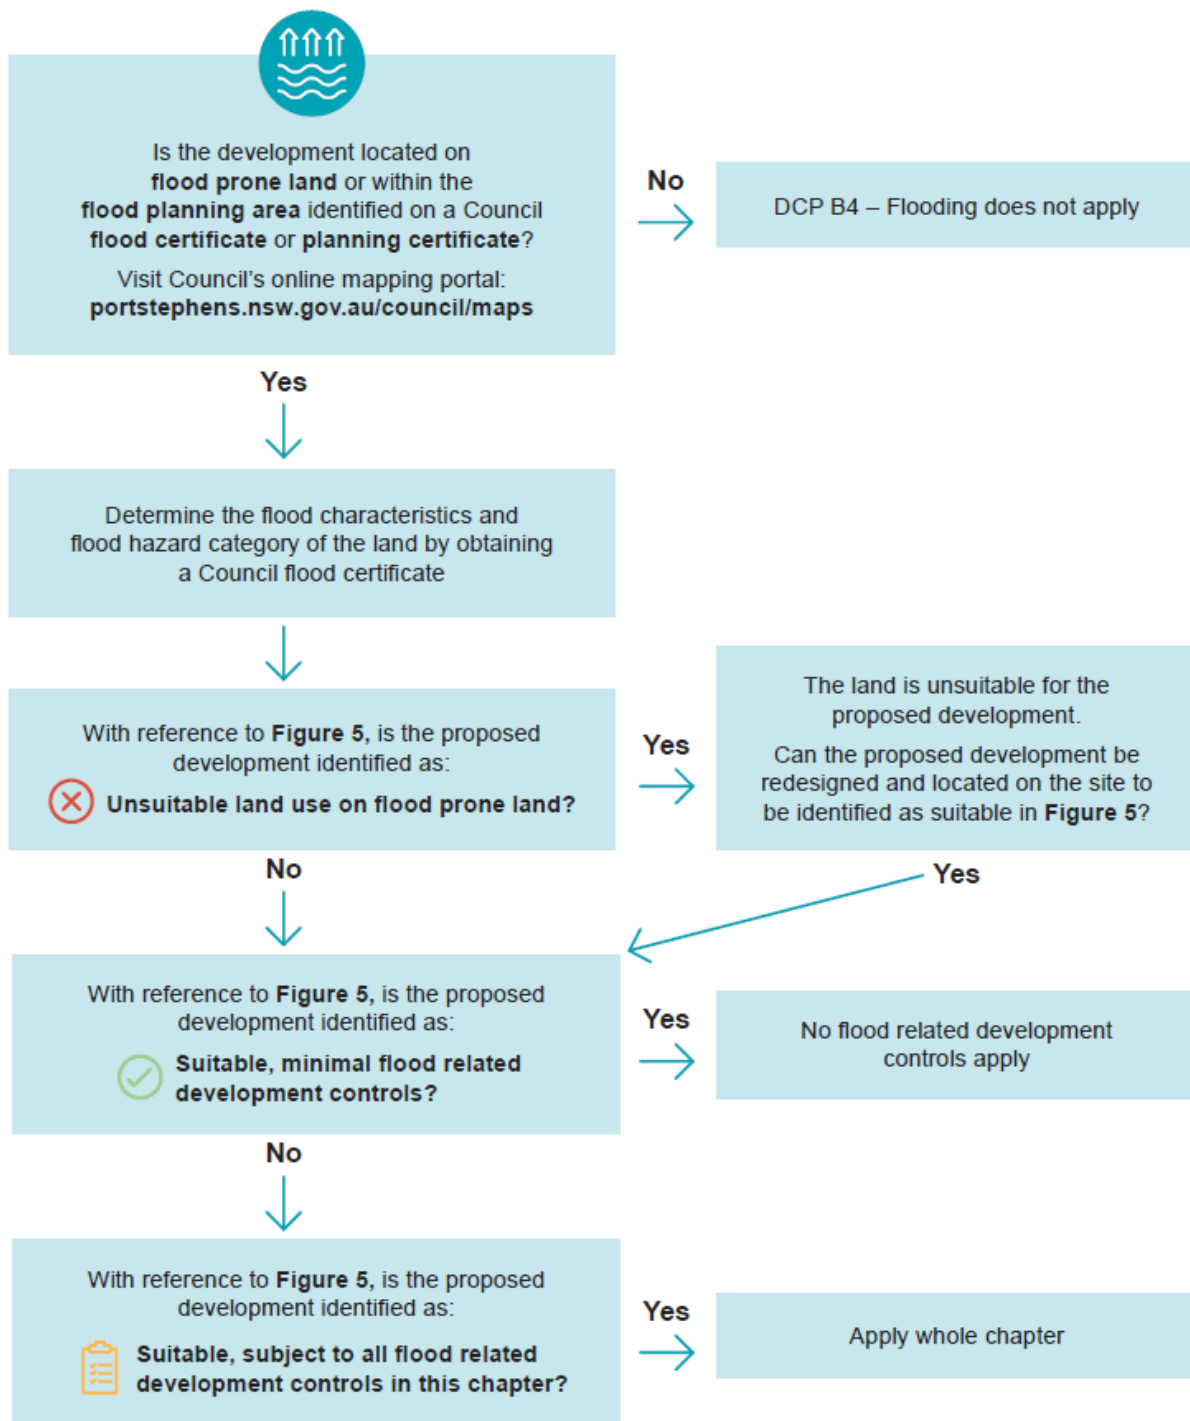 Is the development located on
flood prone land or within the
flood planning area identified on a Council
flood certificate or planning certificate?
Visit Council's online mapping portal:
portstephens.nsw.gov.au/council/maps
No
DCP B4 – Flooding does not apply
Yes
Determine the flood characteristics and
flood hazard category of the land by obtaining
a Council flood certificate
With reference to Figure 5, is the proposed
development identified as:
Unsuitable land use on flood prone land?
Yes
The land is unsuitable for the
proposed development.
Can the proposed development be
redesigned and located on the site to
be identified as suitable in Figure 5?
No
Yes
With reference to Figure 5, is the proposed
development identified as:
Suitable, minimal flood related
development controls?
Yes
No flood related development
controls apply
No
With reference to Figure 5, is the proposed
development identified as:
Suitable, subject to all flood related
development controls in this chapter?
Yes
Apply whole chapter